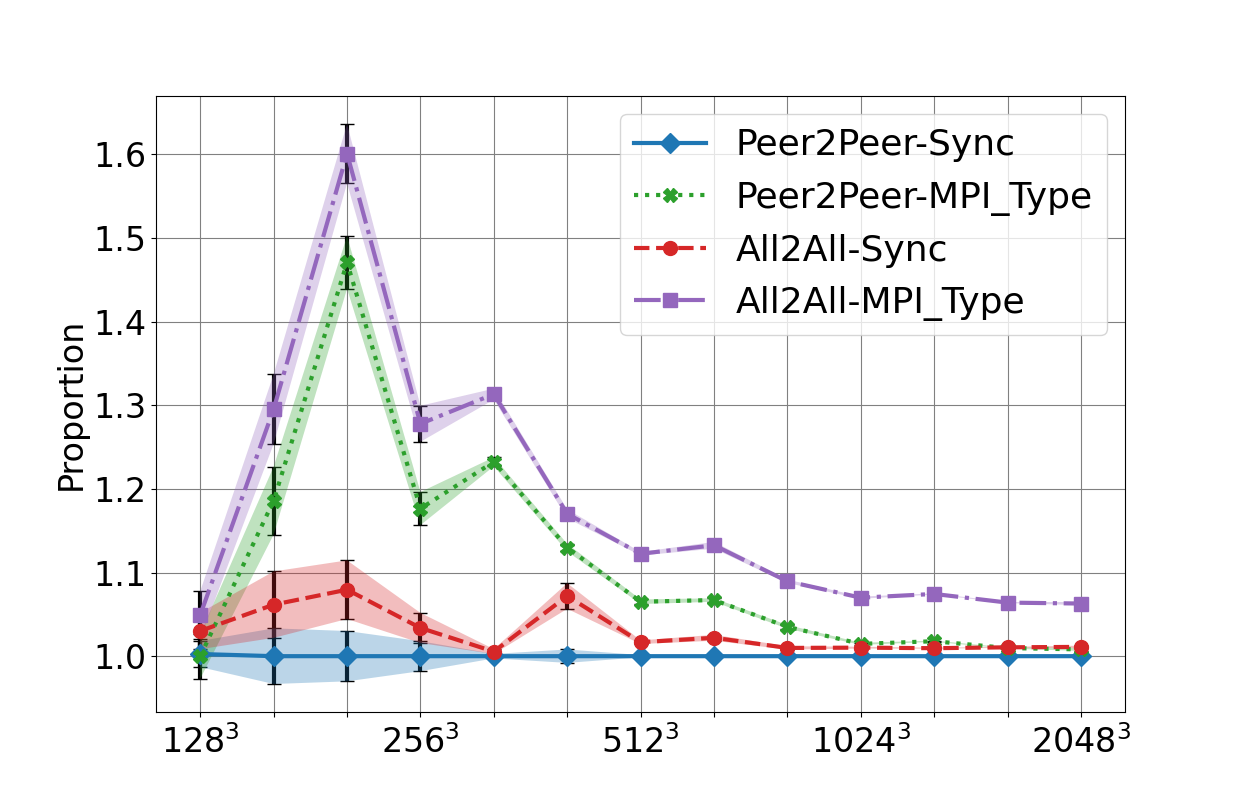 Proportion
1.6
1.5
1.4
1.3
1.2
1.1
1.0
128³
256³
512³
1024³
2048³
Peer2Peer-Sync
Peer2Peer-MPI_Type
All2All-Sync
All2All-MPI_Type